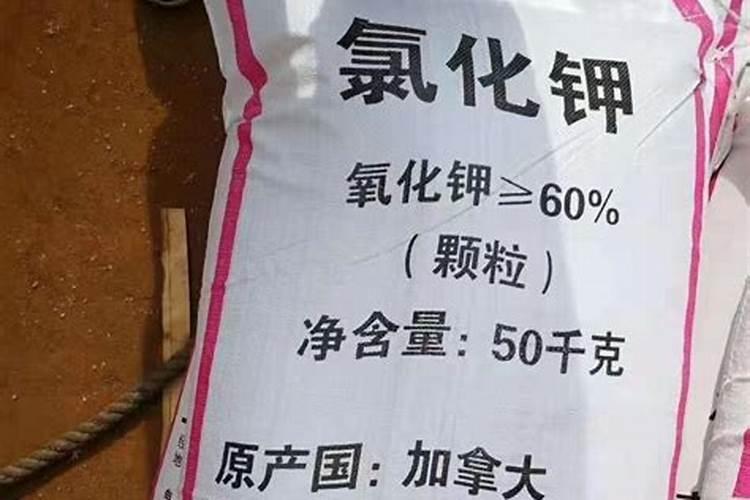 氯化钾
氧化钾≥60%
（颗粒）
净含量：50千克
原产国：加拿大